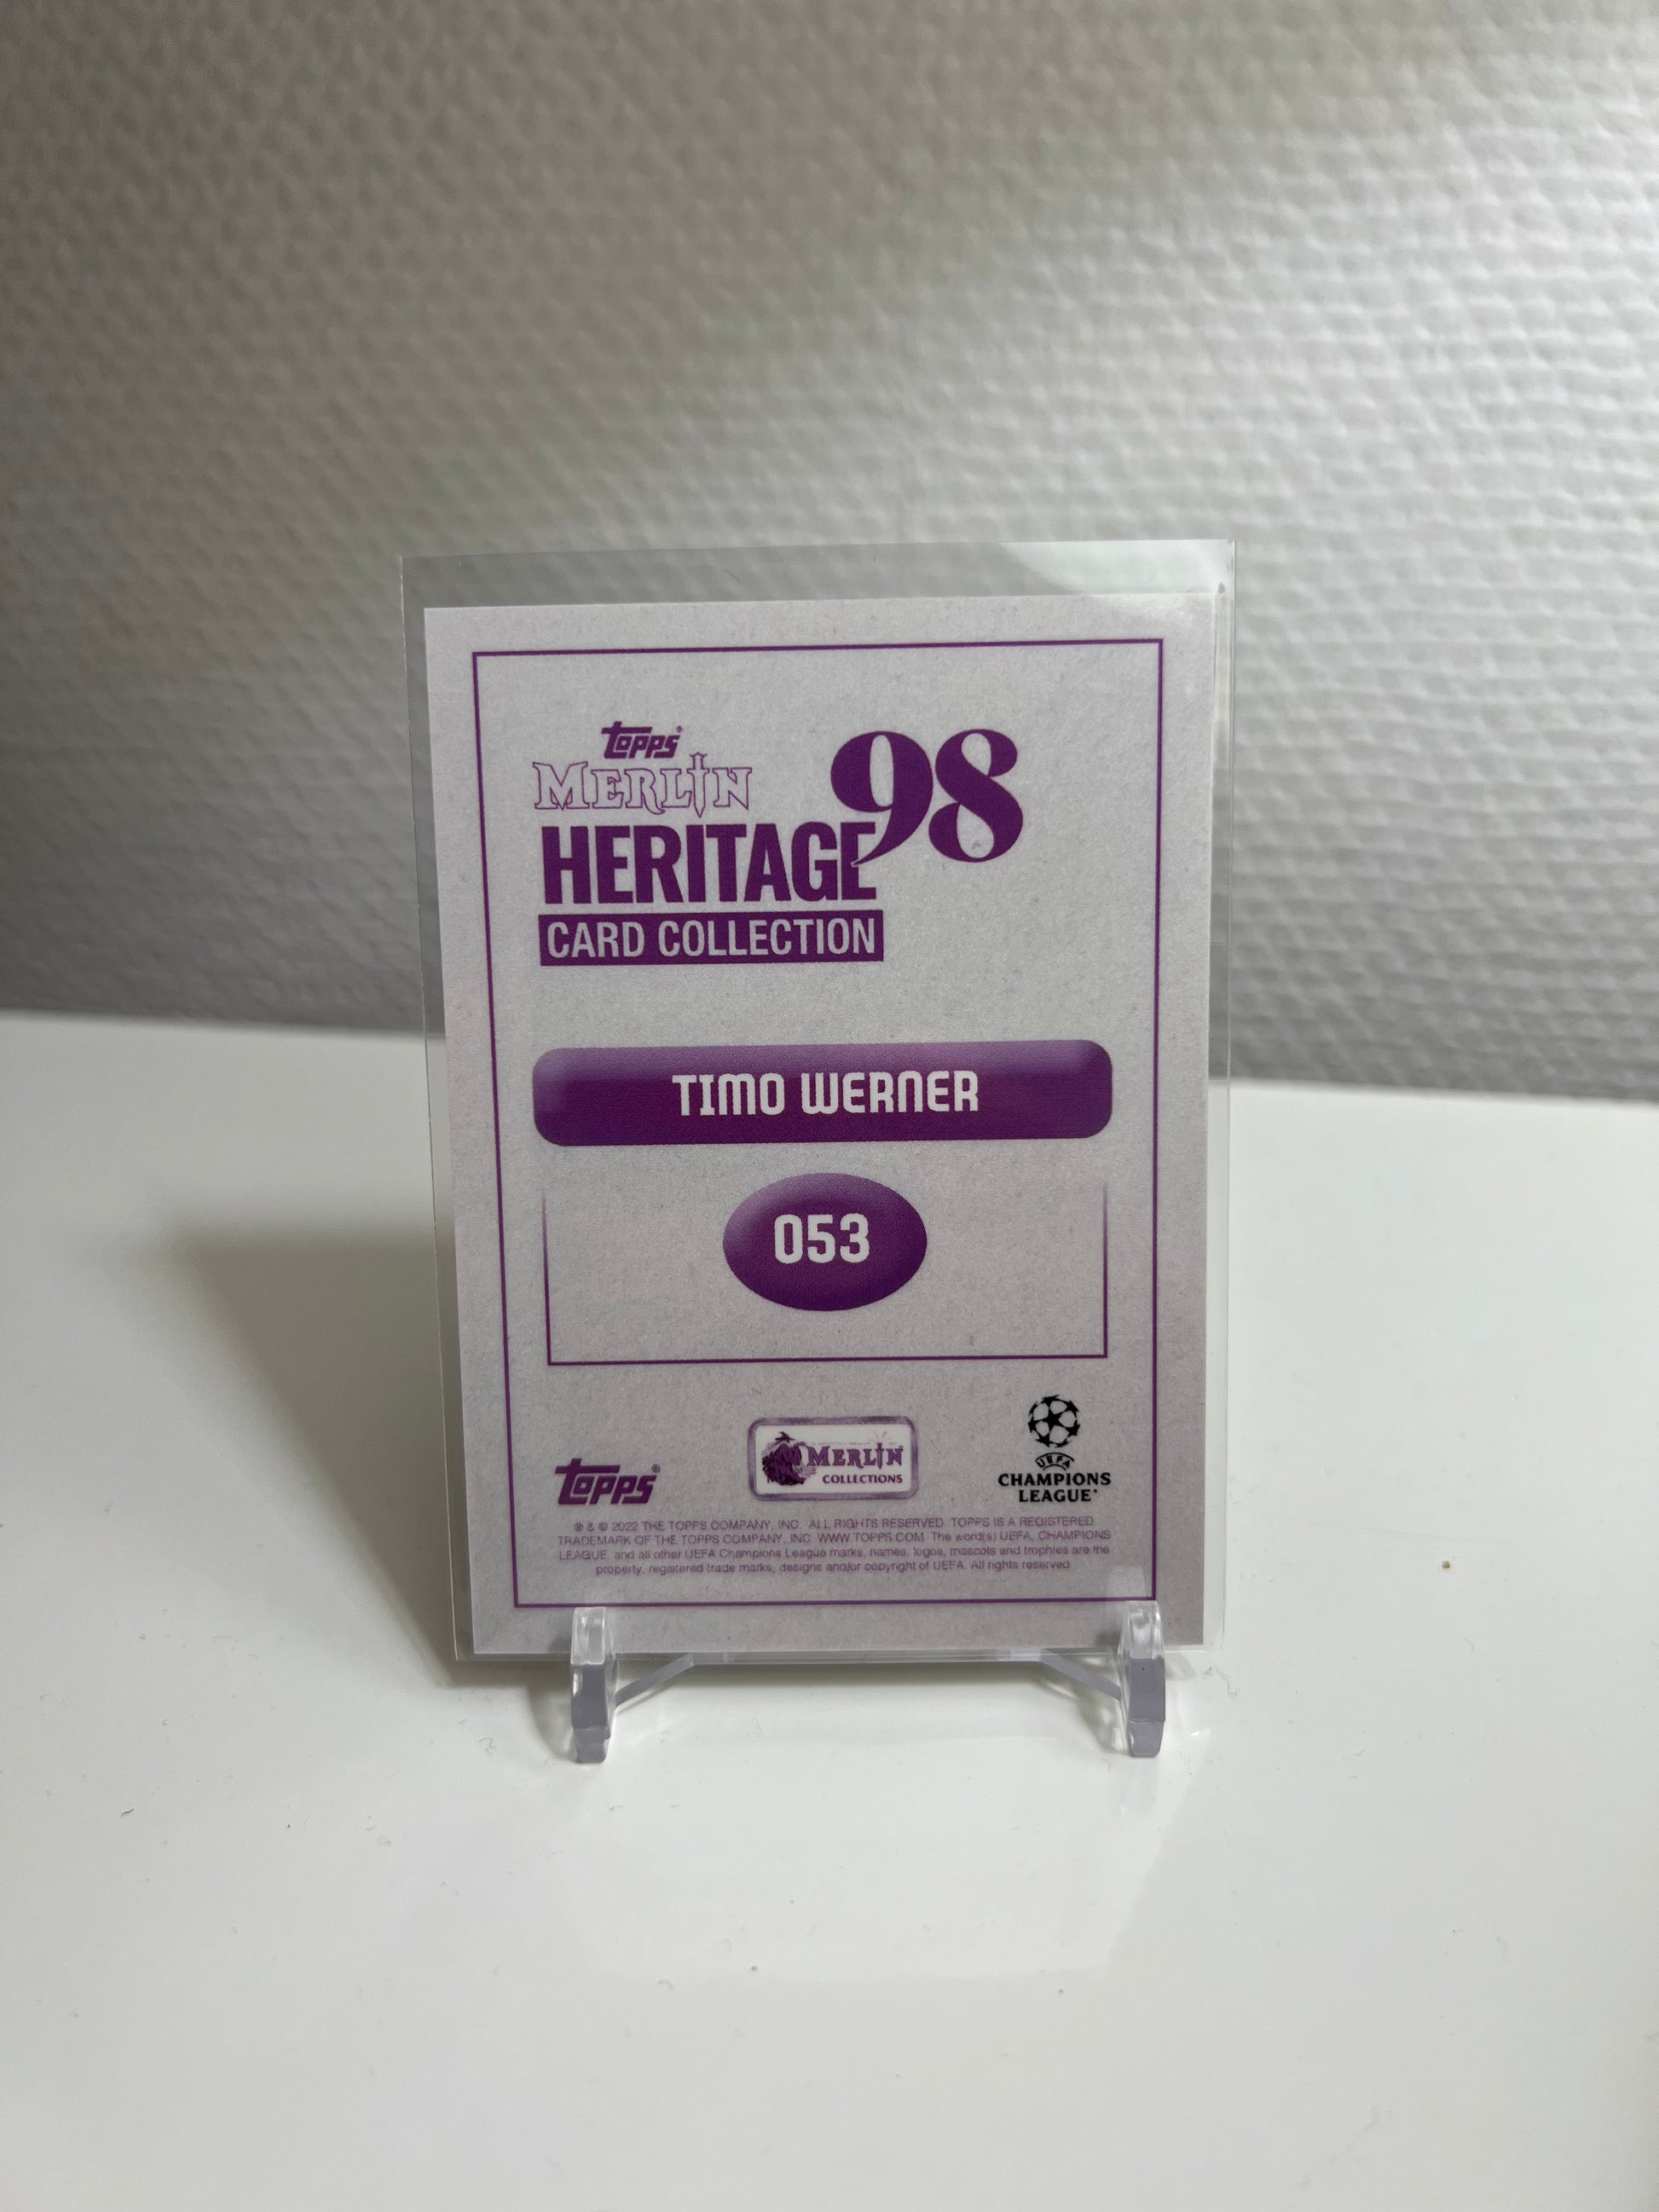 topps
MERLIN 98
HERITAGE
CARD COLLECTION
TIMO WERNER
053
topps
MERLIN
COLLECTIONS
UEFA
CHAMPIONS
LEAGUE
® & © 2022 THE TOPPS COMPANY, INC. ALL RIGHTS RESERVED. TOPPS IS A REGISTERED
TRADEMARK OF THE TOPPS COMPANY, INC. WWW.TOPPS.COM. The word(s) UEFA, CHAMPIONS
LEAGUE, and all other UEFA Champions League marks, names, logos, mascots and trophies are the
property, registered trade marks, designs and/or copyright of UEFA. All rights reserved.